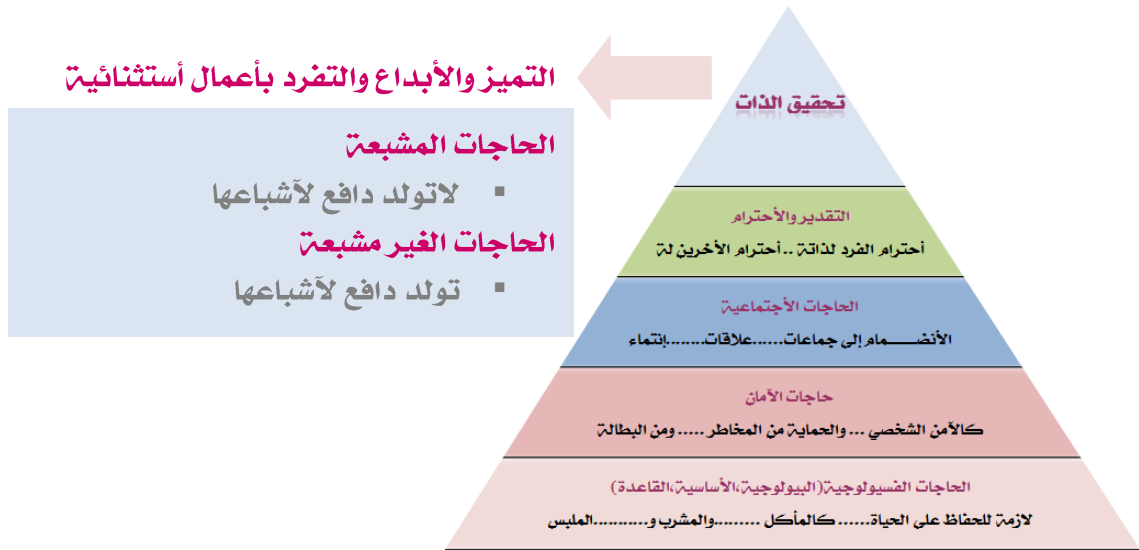 التميز والأبداع والتفرد بأعمال أستثنائية
الحاجات المشبعة
▪ لاتولد دافع لآشباعها
الحاجات الغير مشبعة
▪ تولد دافع لآشباعها
تحقيق الذات
التقدير والأحترام
أحترام الفرد لذاتة .. أحترام الأخرين لة
الحاجات الأجتماعية
الأنضـــــمام إلى جماعات......علاقات........إنتماء
حاجات الآمان
كالآمن الشخصي ... والحماية من المخاطر ..... ومن البطالة
الحاجات الفسيولوجية(البيولوجية،الأساسية،القاعدة)
لازمة للحفاظ على الحياة...... كالمأكل .........والمشرب و...........الملبس